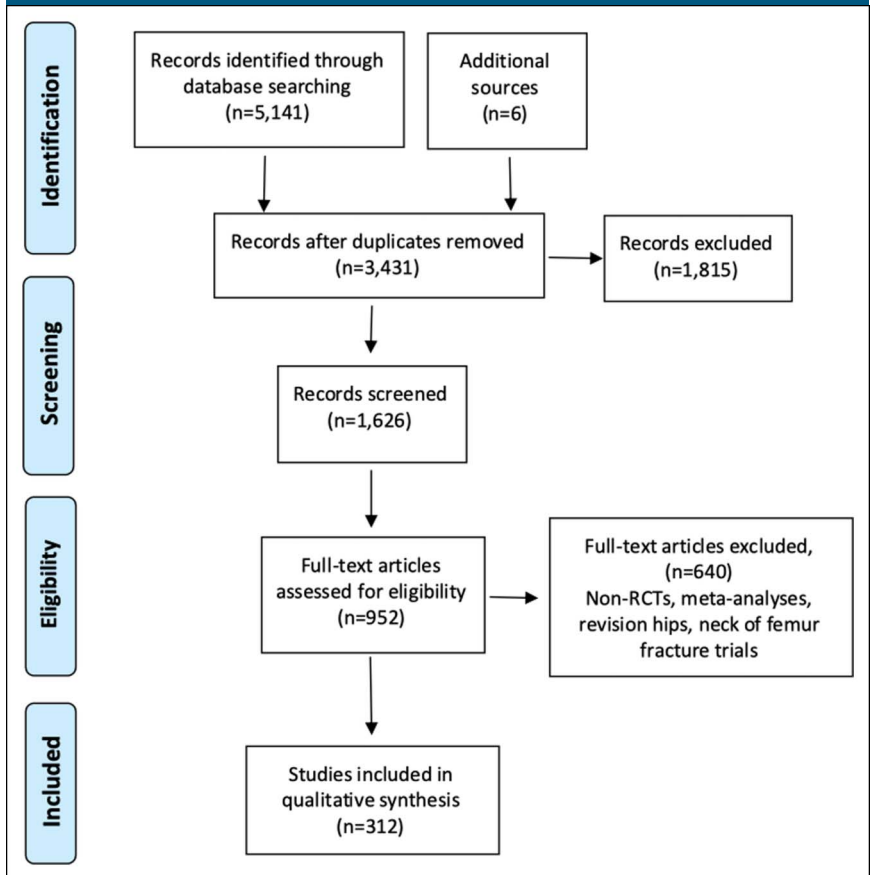 Identification
Records identified through
database searching
(n=5,141)
Additional
sources
(n=6)
Records after duplicates removed
(n=3,431)
Records excluded
(n=1,815)
Screening
Records screened
(n=1,626)
Eligibility
Full-text articles
assessed for eligibility
(n=952)
Full-text articles excluded,
(n=640)
Non-RCTs, meta-analyses,
revision hips, neck of femur
fracture trials
Included
Studies included in
qualitative synthesis
(n=312)